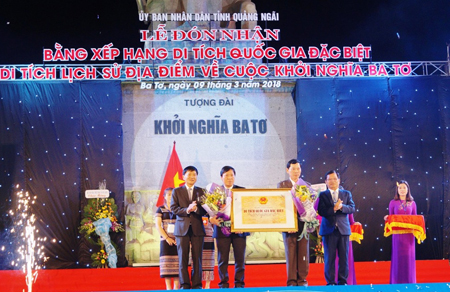 ỦY BAN NHÂN DÂN TỈNH QUẢNG NGÃI
LỄ ĐÓN NHẬN
BẰNG XẾP HẠNG DI TÍCH QUỐC GIA ĐẶC BIỆT
DI TÍCH LỊCH SỬ ĐỊA ĐIỂM VỀ CUỘC KHỞI NGHĨA BA TƠ
Ba Tơ, ngày 09 tháng 3 năm 2018
TƯỢNG ĐÀI
KHỞI NGHĨA BA TƠ